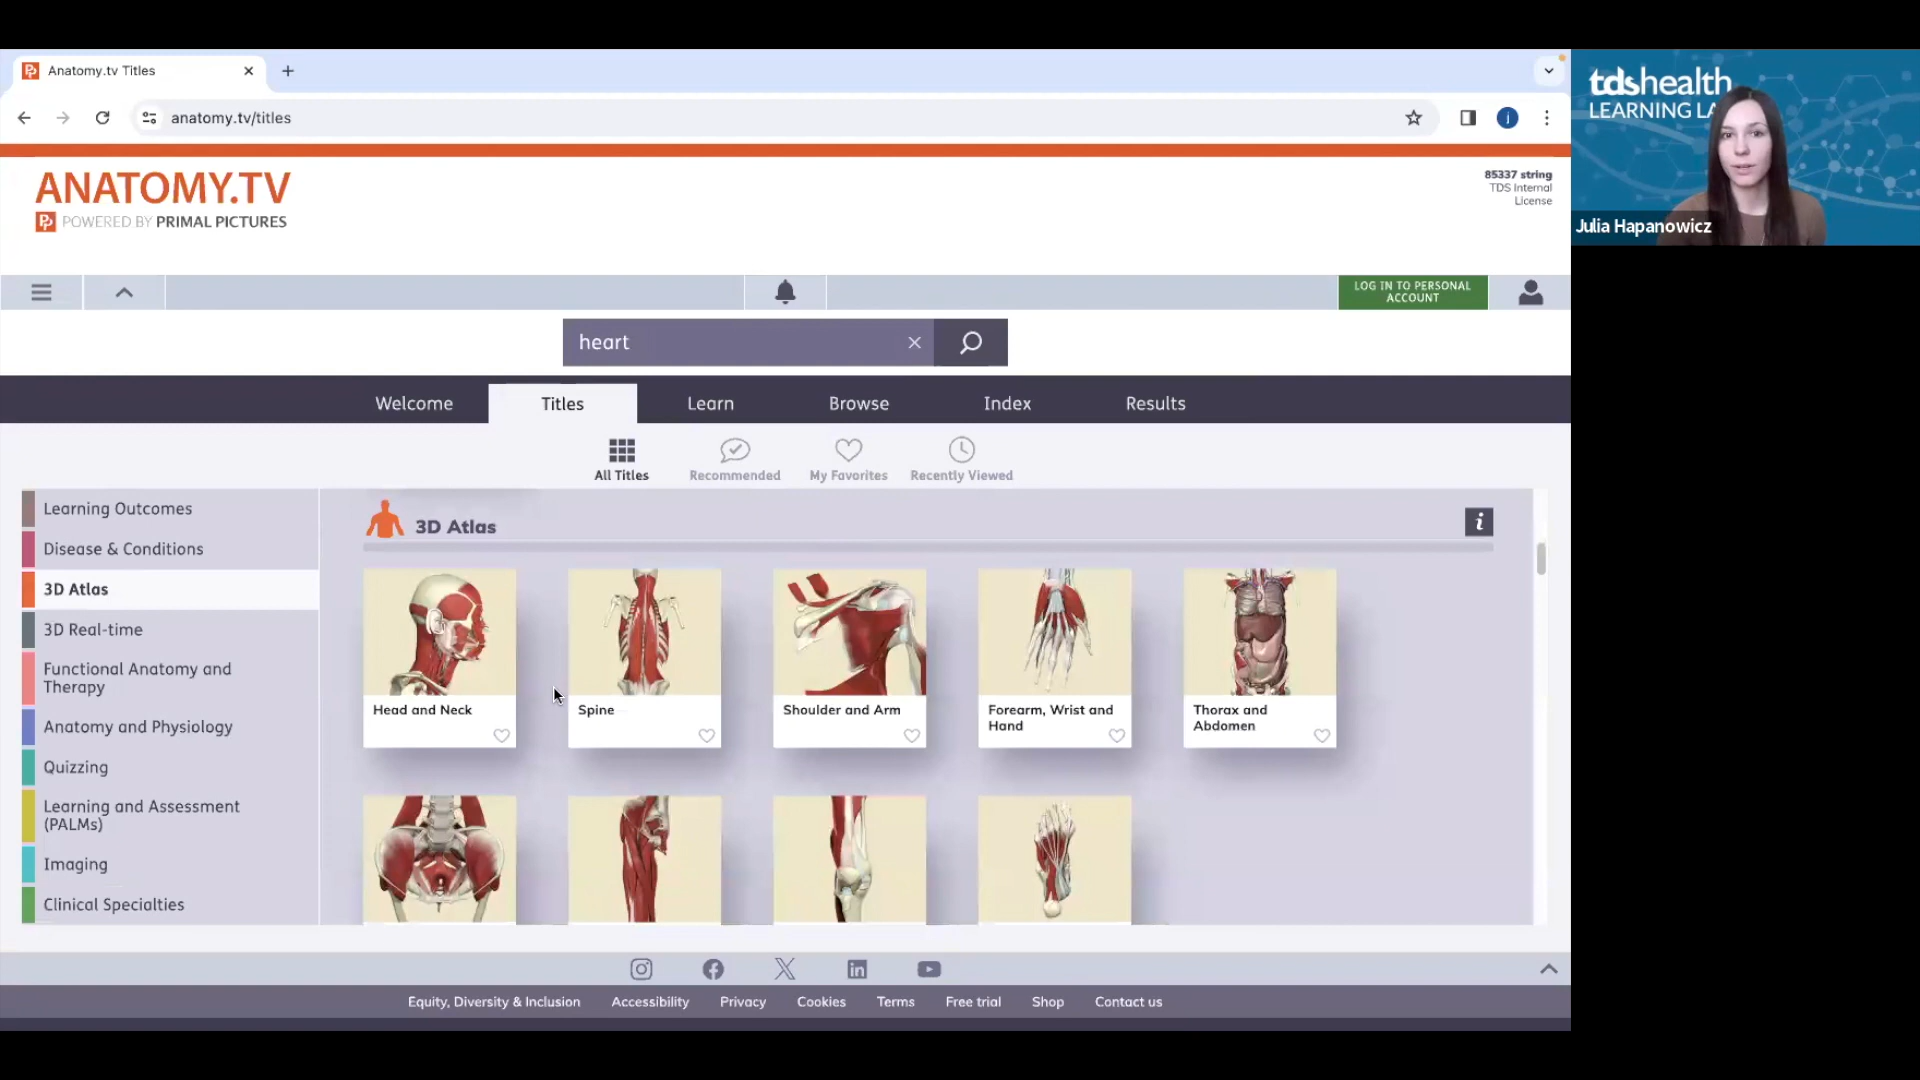 Anatomy.tv Titles
anatomy.tv/titles
j
tdshealth
LEARNING LA
Julia Hapanowicz
ANATOMY.TV
PP POWERED BY PRIMAL PICTURES
85337 string
TDS Internal
License
LOG IN TO PERSONAL
ACCOUNT
heart
Welcome
Titles
Learn
Browse
Index
Results
All Titles
Recommended
My Favorites
Recently Viewed
Learning Outcomes
Disease & Conditions
3D Atlas
3D Real-time
Functional Anatomy and
Therapy
Anatomy and Physiology
Quizzing
Learning and Assessment
(PALMs)
Imaging
Clinical Specialties
3D Atlas
i
Head and Neck
Spine
Shoulder and Arm
Forearm, Wrist and
Hand
Thorax and
Abdomen
Equity, Diversity & Inclusion
Accessibility
Privacy
Cookies
Terms
Free trial
Shop
Contact us